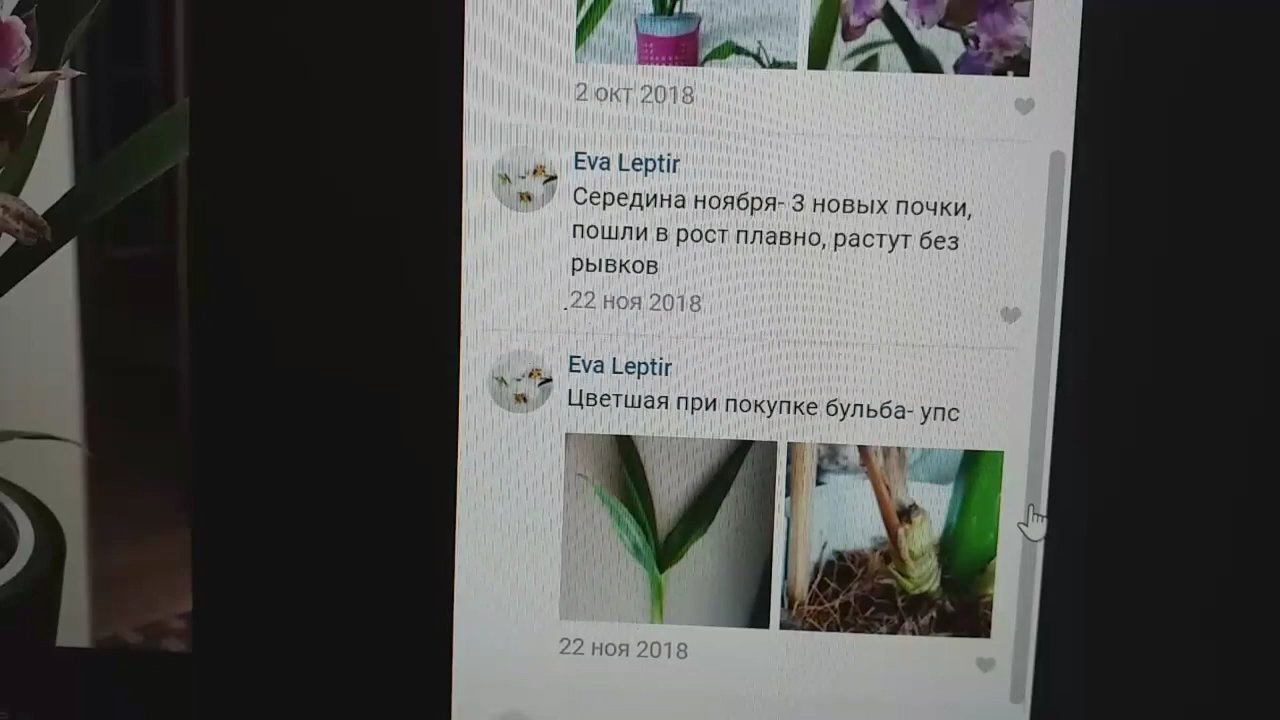 2 окт 2018
Eva Leptir
Середина ноября- 3 новых почки,
пошли в рост плавно, растут без
рывков
22 ноя 2018
Eva Leptir
Цветшая при покупке бульба- упс
22 ноя 2018